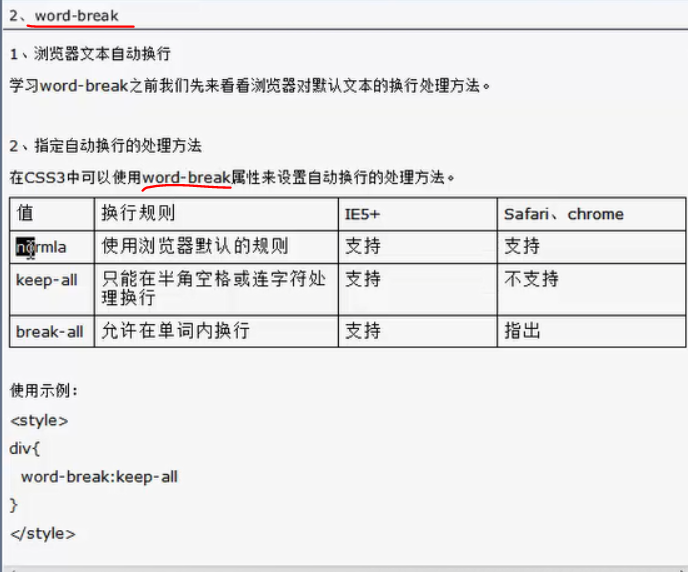 2、word-break
1、浏览器文本自动换行
学习word-break之前我们先来看看浏览器对默认文本的换行处理方法。
2、指定自动换行的处理方法
在CSS3中可以使用word-break属性来设置自动换行的处理方法。
值 换行规则 IE5+ Safari、chrome
normla 使用浏览器默认的规则 支持 支持
keep-all 只能在半角空格或连字符处 支持 不支持
理换行
break-all 允许在单词内换行 支持 指出
使用示例：
<style>
div{
word-break:keep-all
}
</style>